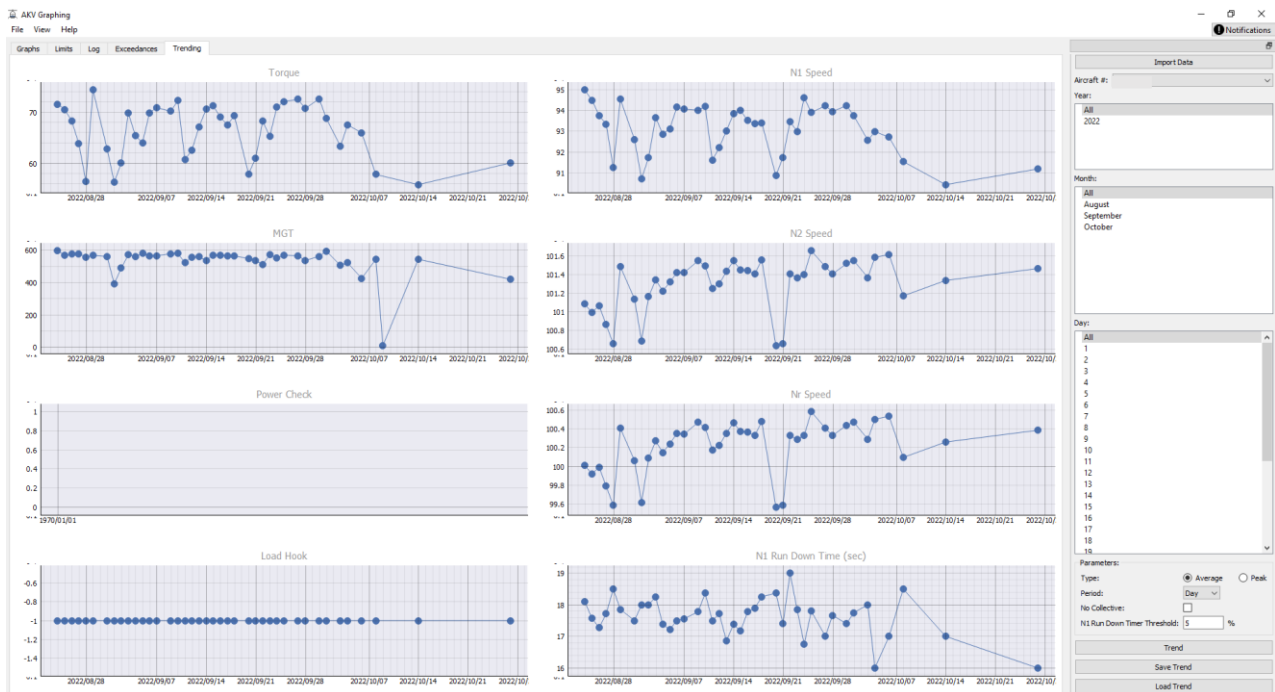 AKV Graphing
File View Help
Notifications
Graphs Limits Log Exceedances Trending
Torque
70
60
2022/08/28 2022/09/07 2022/09/14 2022/09/21 2022/09/28 2022/10/07 2022/10/14 2022/10/21 2022/10/
N1 Speed
95
94
93
92
91
2022/08/28 2022/09/07 2022/09/14 2022/09/21 2022/09/28 2022/10/07 2022/10/14 2022/10/21 2022/10/
MGT
600
400
200
0
2022/08/28 2022/09/07 2022/09/14 2022/09/21 2022/09/28 2022/10/07 2022/10/14 2022/10/21 2022/10/
N2 Speed
101.6
101.4
101.2
101
100.8
100.6
2022/08/28 2022/09/07 2022/09/14 2022/09/21 2022/09/28 2022/10/07 2022/10/14 2022/10/21 2022/10/
Power Check
1
0.8
0.6
0.4
0.2
0
1970/01/01
Nr Speed
100.6
100.4
100.2
100
99.8
99.6
2022/08/28 2022/09/07 2022/09/14 2022/09/21 2022/09/28 2022/10/07 2022/10/14 2022/10/21 2022/10/
Load Hook
-0.6
-0.8
-1
-1.2
-1.4
2022/08/28 2022/09/07 2022/09/14 2022/09/21 2022/09/28 2022/10/07 2022/10/14 2022/10/21 2022/10/
N1 Run Down Time (sec)
19
18
17
16
2022/08/28 2022/09/07 2022/09/14 2022/09/21 2022/09/28 2022/10/07 2022/10/14 2022/10/21 2022/10/
Import Data
Aircraft #:
Year:
All
2022
Month:
All
August
September
October
Day:
All
1
2
3
4
5
6
7
8
9
10
11
12
13
14
15
16
17
18
19
Parameters:
Type: Average Peak
Period: Day
No Collective:
N1 Run Down Timer Threshold: 5 %
Trend
Save Trend
Load Trend